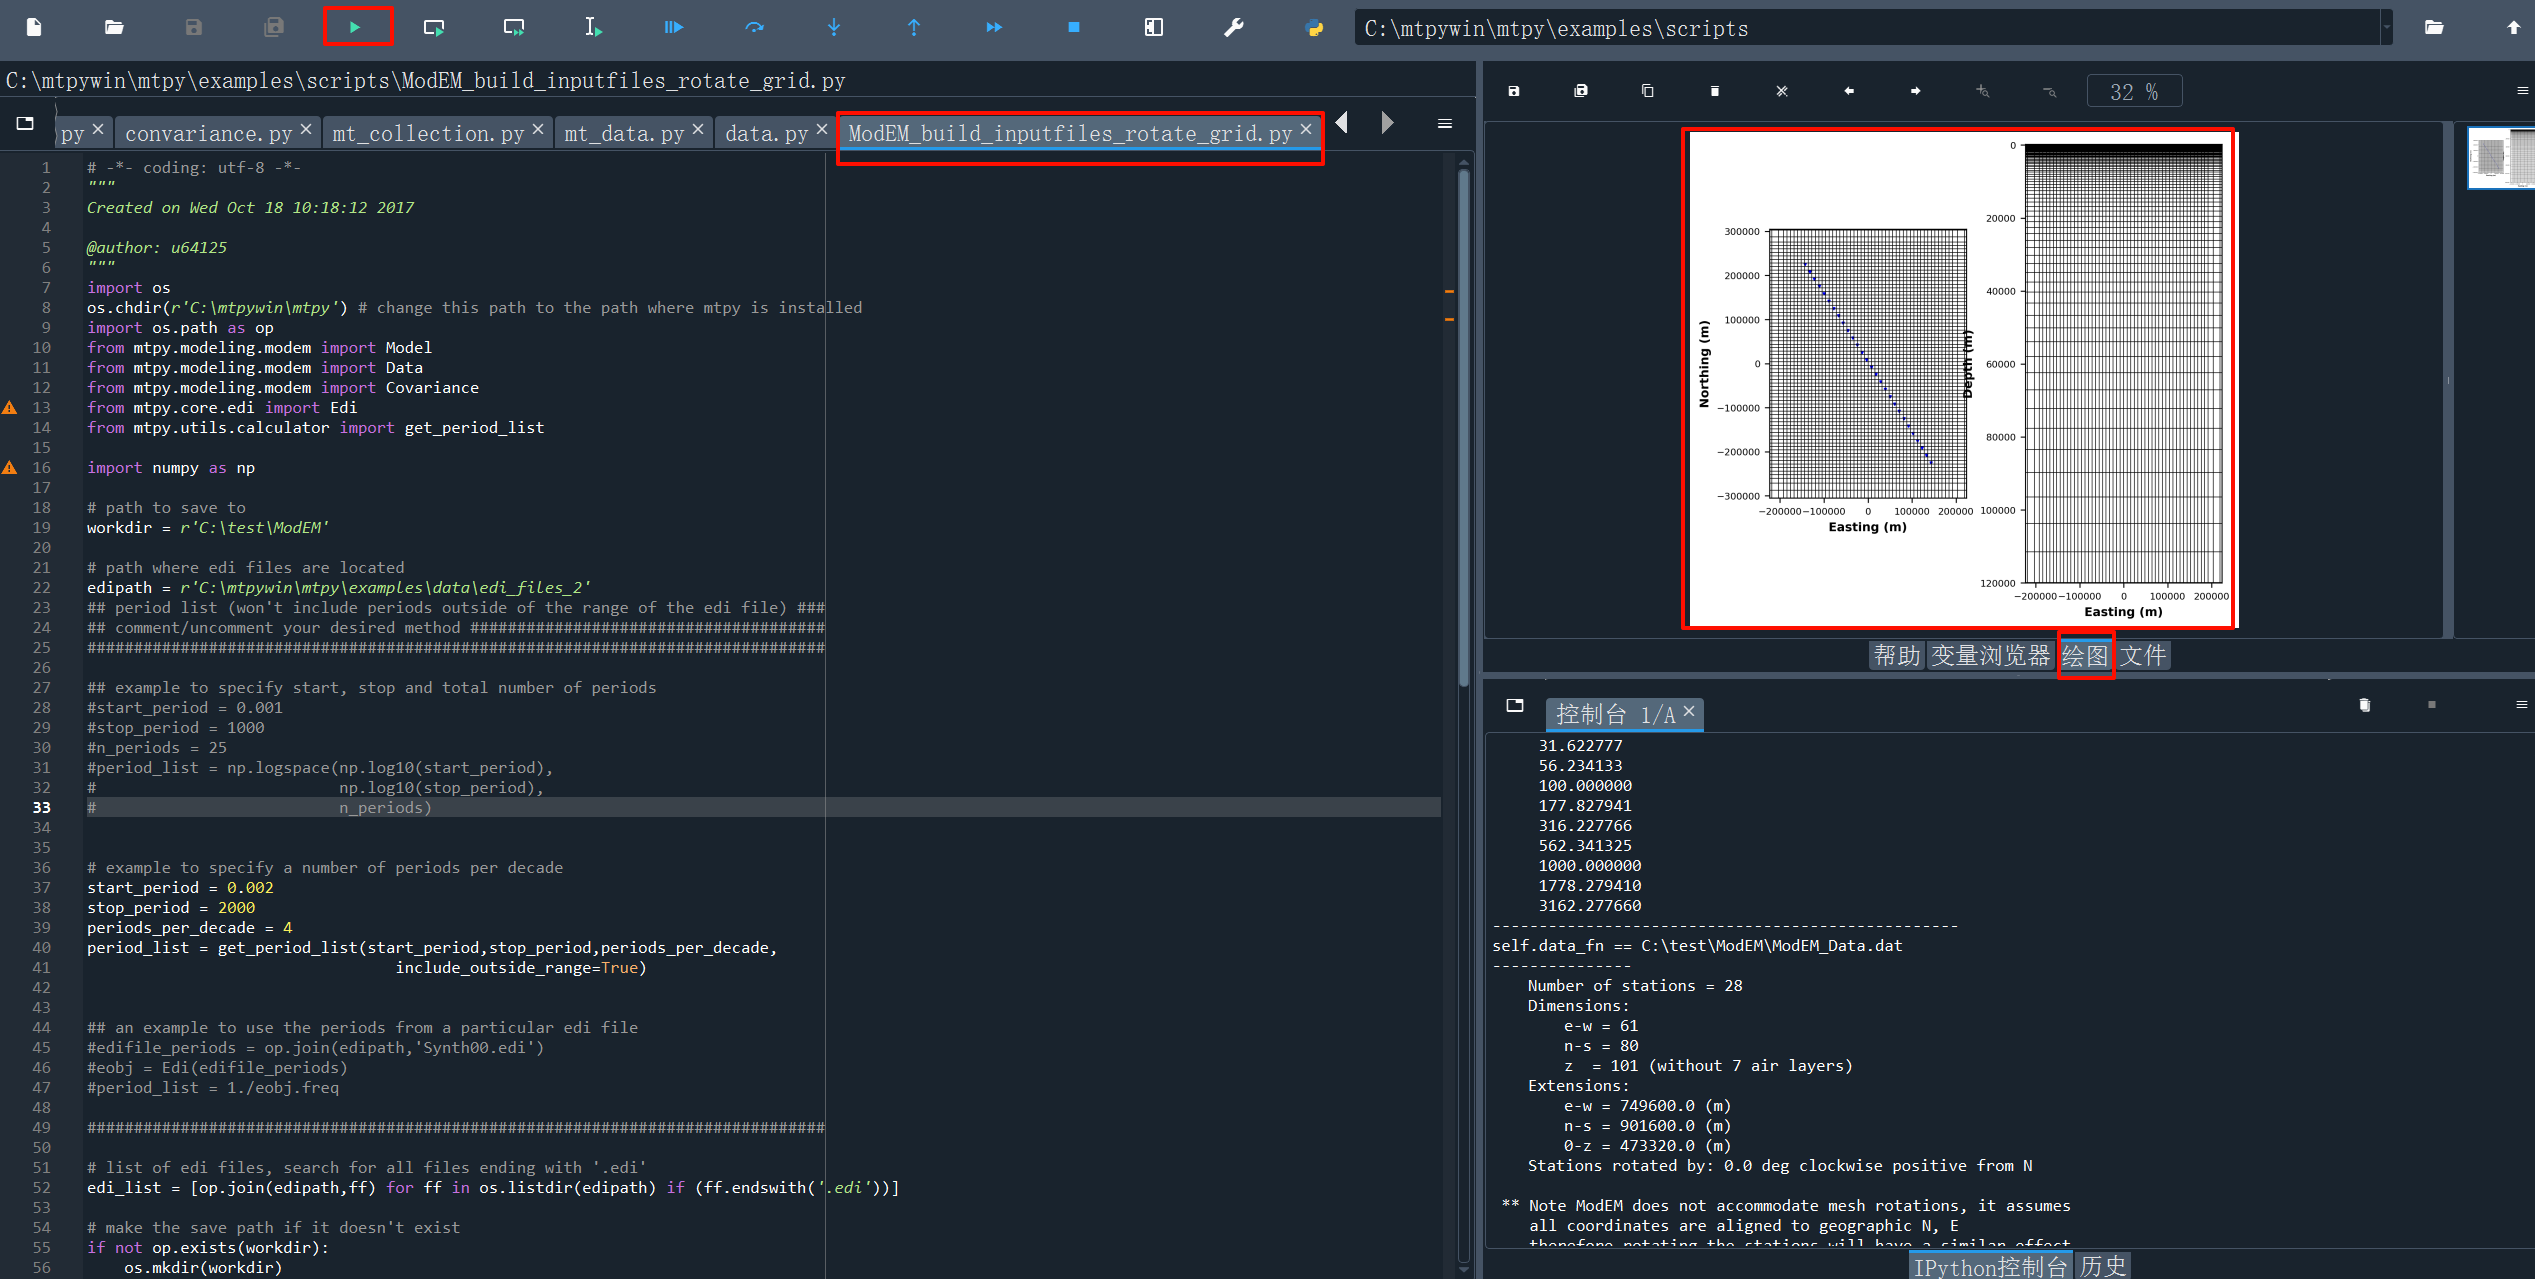 C:\mtpywin\mtpy\examples\scripts
C:\mtpywin\mtpy\examples\scripts\ModEM_build_inputfiles_rotate_grid.py
py convariance.py mt_collection.py mt_data.py data.py ModEM_build_inputfiles_rotate_grid.py
1 # -*- coding: utf-8 -*-
2 """
3 Created on Wed Oct 18 10:18:12 2017
4
5 @author: u64125
6 """
7 import os
8 os.chdir(r'C:\mtpywin\mtpy') # change this path to the path where mtpy is installed
9 import os.path as op
10 from mtpy.modeling.modem import Model
11 from mtpy.modeling.modem import Data
12 from mtpy.modeling.modem import Covariance
13 from mtpy.core.edi import Edi
14 from mtpy.utils.calculator import get_period_list
15
16 import numpy as np
17
18 # path to save to
19 workdir = r'C:\test\ModEM'
20
21 # path where edi files are located
22 edipath = r'C:\mtpywin\mtpy\examples\data\edi_files_2'
23 ## period list (won't include periods outside of the range of the edi file) ###
24 ## comment/uncomment your desired method ######################################
25 ###############################################################################
26
27 ## example to specify start, stop and total number of periods
28 #start_period = 0.001
29 #stop_period = 1000
30 #n_periods = 25
31 #period_list = np.logspace(np.log10(start_period),
32 #                          np.log10(stop_period),
33 #                          n_periods)
34
35
36 # example to specify a number of periods per decade
37 start_period = 0.002
38 stop_period = 2000
39 periods_per_decade = 4
40 period_list = get_period_list(start_period,stop_period,periods_per_decade,
41                                  include_outside_range=True)
42
43
44 ## an example to use the periods from a particular edi file
45 #edifile_periods = op.join(edipath,'Synth00.edi')
46 #eobj = Edi(edifile_periods)
47 #period_list = 1./eobj.freq
48
49 ###############################################################################
50
51 # list of edi files, search for all files ending with '.edi'
52 edi_list = [op.join(edipath,ff) for ff in os.listdir(edipath) if (ff.endswith('.edi'))]
53
54 # make the save path if it doesn't exist
55 if not op.exists(workdir):
56     os.mkdir(workdir)
32 %
300000
200000
100000
0
−100000
−200000
−300000
Northing (m)
−200000 −100000 0 100000 200000
Easting (m)
0
20000
40000
60000
80000
100000
120000
Depth (m)
−200000 −100000 0 100000 200000
Easting (m)
帮助 变量浏览器 绘图 文件
控制台 1/A
31.622777
56.234133
100.000000
177.827941
316.227766
562.341325
1000.000000
1778.279410
3162.277660
---------------------------------------------------
self.data_fn == C:\test\ModEM\ModEM_Data.dat
---------------
Number of stations = 28
Dimensions:
e-w = 61
n-s = 80
z  = 101 (without 7 air layers)
Extensions:
e-w = 749600.0 (m)
n-s = 901600.0 (m)
0-z = 473320.0 (m)
Stations rotated by: 0.0 deg clockwise positive from N
** Note ModEM does not accommodate mesh rotations, it assumes
all coordinates are aligned to geographic N, E
therefore rotating the stations will have a similar effect
IPython控制台 历史